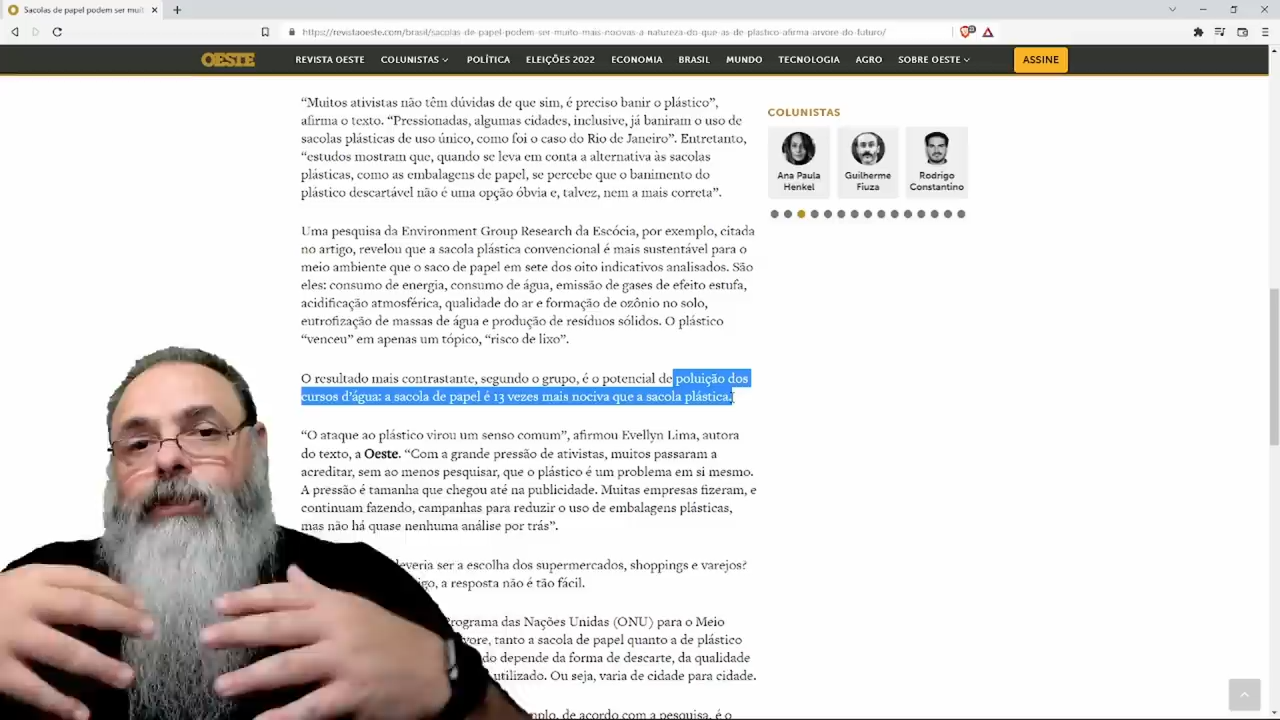 Sacolas de papel podem ser muit
https://revistaoeste.com/brasil/sacolas-de-papel-podem-ser-muito-mais-noovas-a-natureza-do-que-as-de-plastico-afirma-arvore-do-futuro/
OESTE
REVISTA OESTE COLUNISTAS POLÍTICA ELEIÇÕES 2022 ECONOMIA BRASIL MUNDO TECNOLOGIA AGRO SOBRE OESTE ASSINE
“Muitos ativistas não têm dúvidas de que sim, é preciso banir o plástico”,
afirma o texto. “Pressionadas, algumas cidades, inclusive, já baniram o uso de
sacolas plásticas de uso único, como foi o caso do Rio de Janeiro”. Entretanto,
“estudos mostram que, quando se leva em conta a alternativa às sacolas
plásticas, como as embalagens de papel, se percebe que o banimento do
plástico descartável não é uma opção óbvia e, talvez, nem a mais correta”.
Uma pesquisa da Environment Group Research da Escócia, por exemplo, citada
no artigo, revelou que a sacola plástica convencional é mais sustentável para o
meio ambiente que o saco de papel em sete dos oito indicativos analisados. São
eles: consumo de energia, consumo de água, emissão de gases de efeito estufa,
acidificação atmosférica, qualidade do ar e formação de ozônio no solo,
eutrofização de massas de água e produção de resíduos sólidos. O plástico
“venceu” em apenas um tópico, “risco de lixo”.
O resultado mais contrastante, segundo o grupo, é o potencial de poluição dos
cursos d’água: a sacola de papel é 13 vezes mais nociva que a sacola plástica.
“O ataque ao plástico virou um senso comum”, afirmou Evellyn Lima, autora
do texto, a Oeste. “Com a grande pressão de ativistas, muitos passaram a
acreditar, sem ao menos pesquisar, que o plástico é um problema em si mesmo.
A pressão é tamanha que chegou até na publicidade. Muitas empresas fizeram, e
continuam fazendo, campanhas para reduzir o uso de embalagens plásticas,
mas não há quase nenhuma análise por trás”.
deveria ser a escolha dos supermercados, shoppings e varejos?
igo, a resposta não é tão fácil.
Programa das Nações Unidas (ONU) para o Meio
rvore, tanto a sacola de papel quanto a de plástico
do depende da forma de descarte, da qualidade
utilizado. Ou seja, varia de cidade para cidade.
mplo, de acordo com a pesquisa, é o
COLUNISTAS
Ana Paula
Henkel
Guilherme
Fiuza
Rodrigo
Constantino